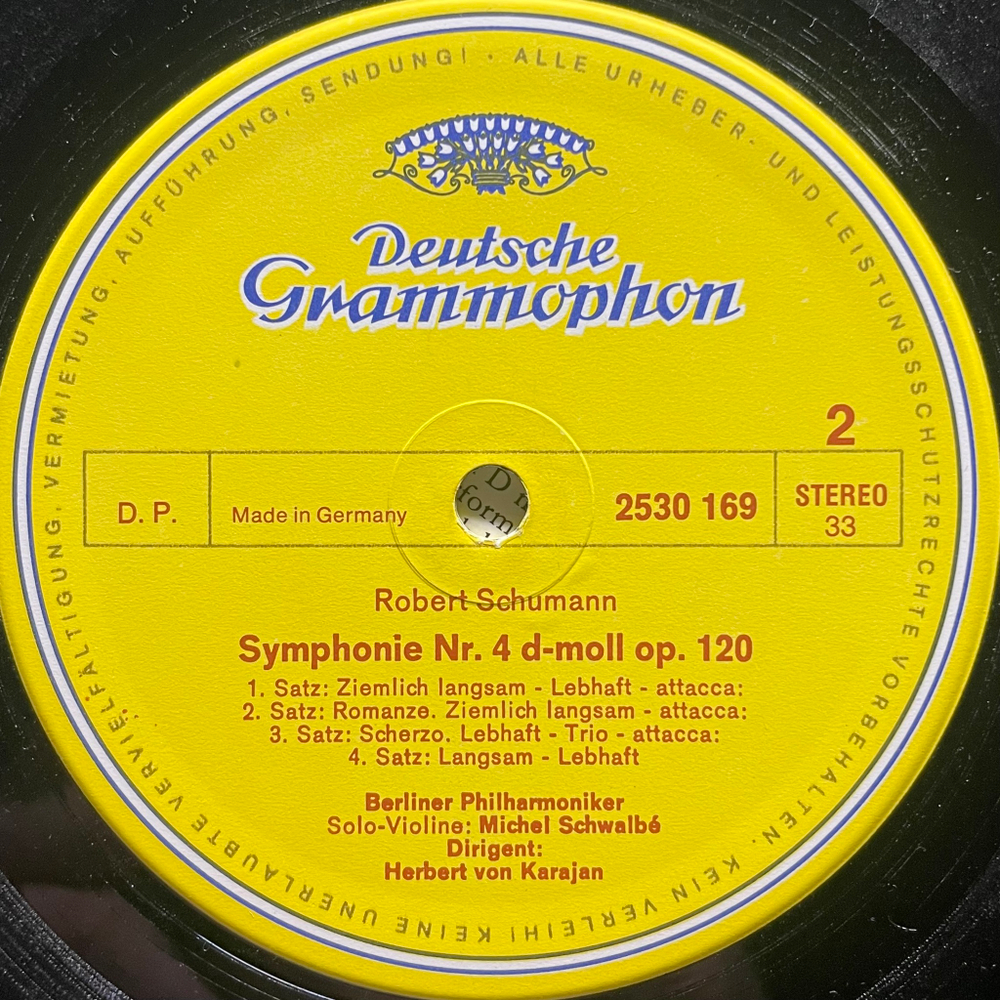 ALLE URHEBER- UND LEISTUNGSSCHUTZRECHTE VORBEHALTEN. KEIN VERLEIH! KEINE UNERLAUBTE VERVIELFÄLTIGUNG, VERMIETUNG, AUFFÜHRUNG, SENDUNG! ·
Deutsche
Grammophon
2
D. P.
Made in Germany
D m
form
2530 169
STEREO
33
Robert Schumann
Symphonie Nr. 4 d-moll op. 120
1. Satz: Ziemlich langsam - Lebhaft - attacca:
2. Satz: Romanze. Ziemlich langsam - attacca:
3. Satz: Scherzo. Lebhaft - Trio - attacca:
4. Satz: Langsam - Lebhaft
Berliner Philharmoniker
Solo-Violine: Michel Schwalbé
Dirigent:
Herbert von Karajan